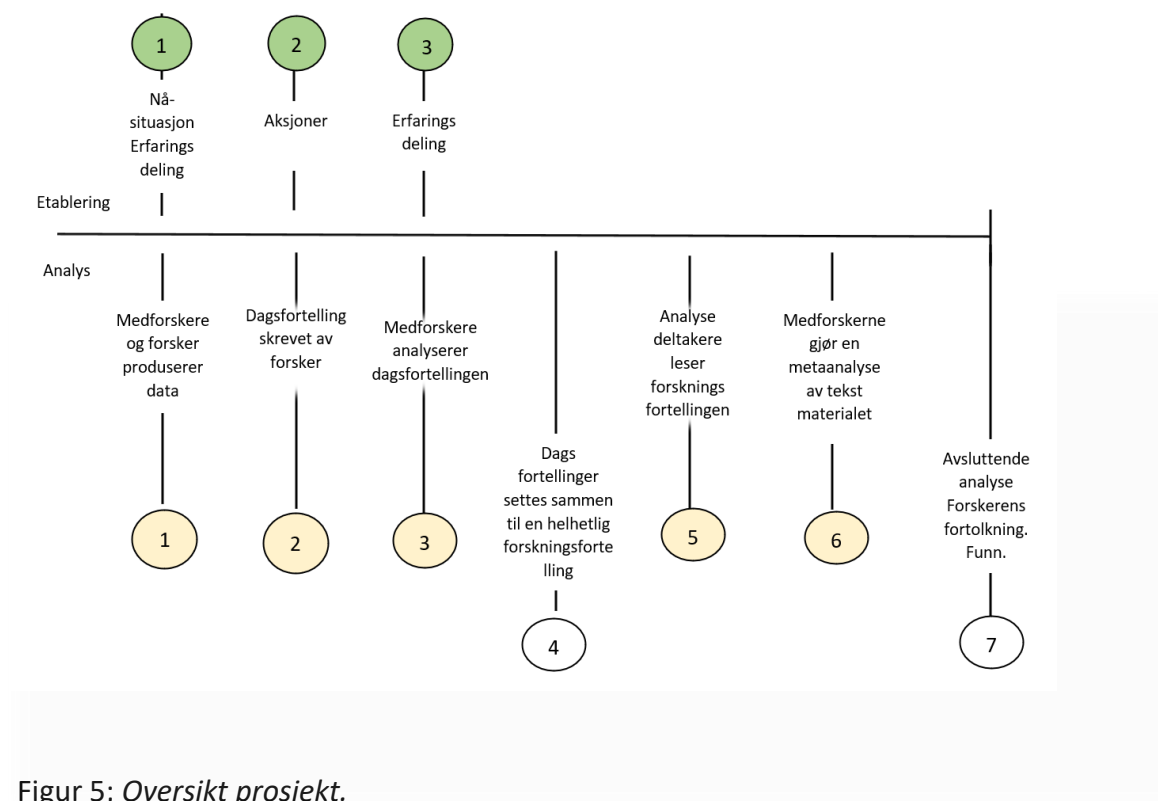 1
Nå-
situasjon
Erfarings
deling
2
Aksjoner
3
Erfarings
deling
Etablering
Analys
Medforskere
og forsker
produserer
data
1
Dagsfortelling
skrevet av
forsker
2
Medforskere
analyserer
dagsfortellingen
3
Dags
fortellinger
settes sammen
til en helhetlig
forskningsforte
lling
4
Analyse
deltakere
leser
forsknings
fortellingen
5
Medforskerne
gjør en
metaanalyse
av tekst
materialet
6
Avsluttende
analyse
Forskerens
fortolkning.
Funn.
7
Figur 5: Oversikt prosjekt.